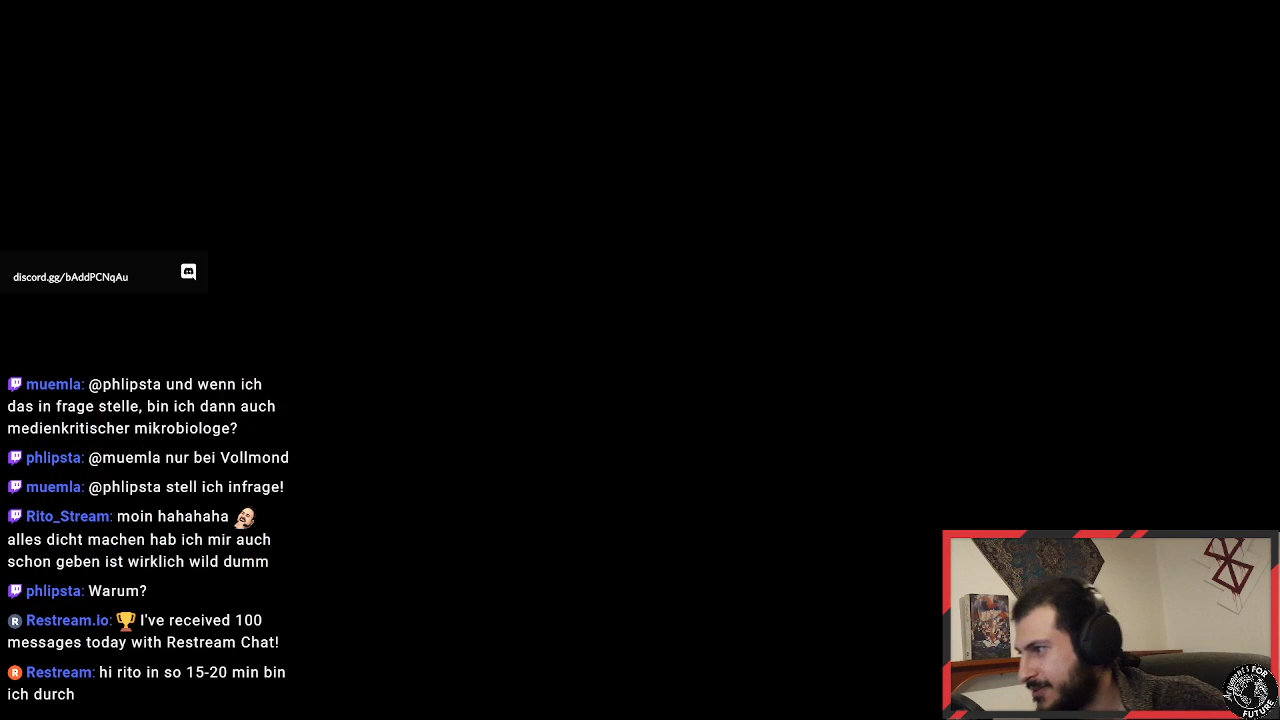 discord.gg/bAddPCNqAu
muemla: @phlipsta und wenn ich
das in frage stelle, bin ich dann auch
medienkritischer mikrobiologe?
phlipsta: @muemla nur bei Vollmond
muemla: @phlipsta stell ich infrage!
Rito_Stream: moin hahahaha
alles dicht machen hab ich mir auch
schon geben ist wirklich wild dumm
phlipsta: Warum?
R Restream.io: I've received 100
messages today with Restream Chat!
R Restream: hi rito in so 15-20 min bin
ich durch
FOR
FUTURE